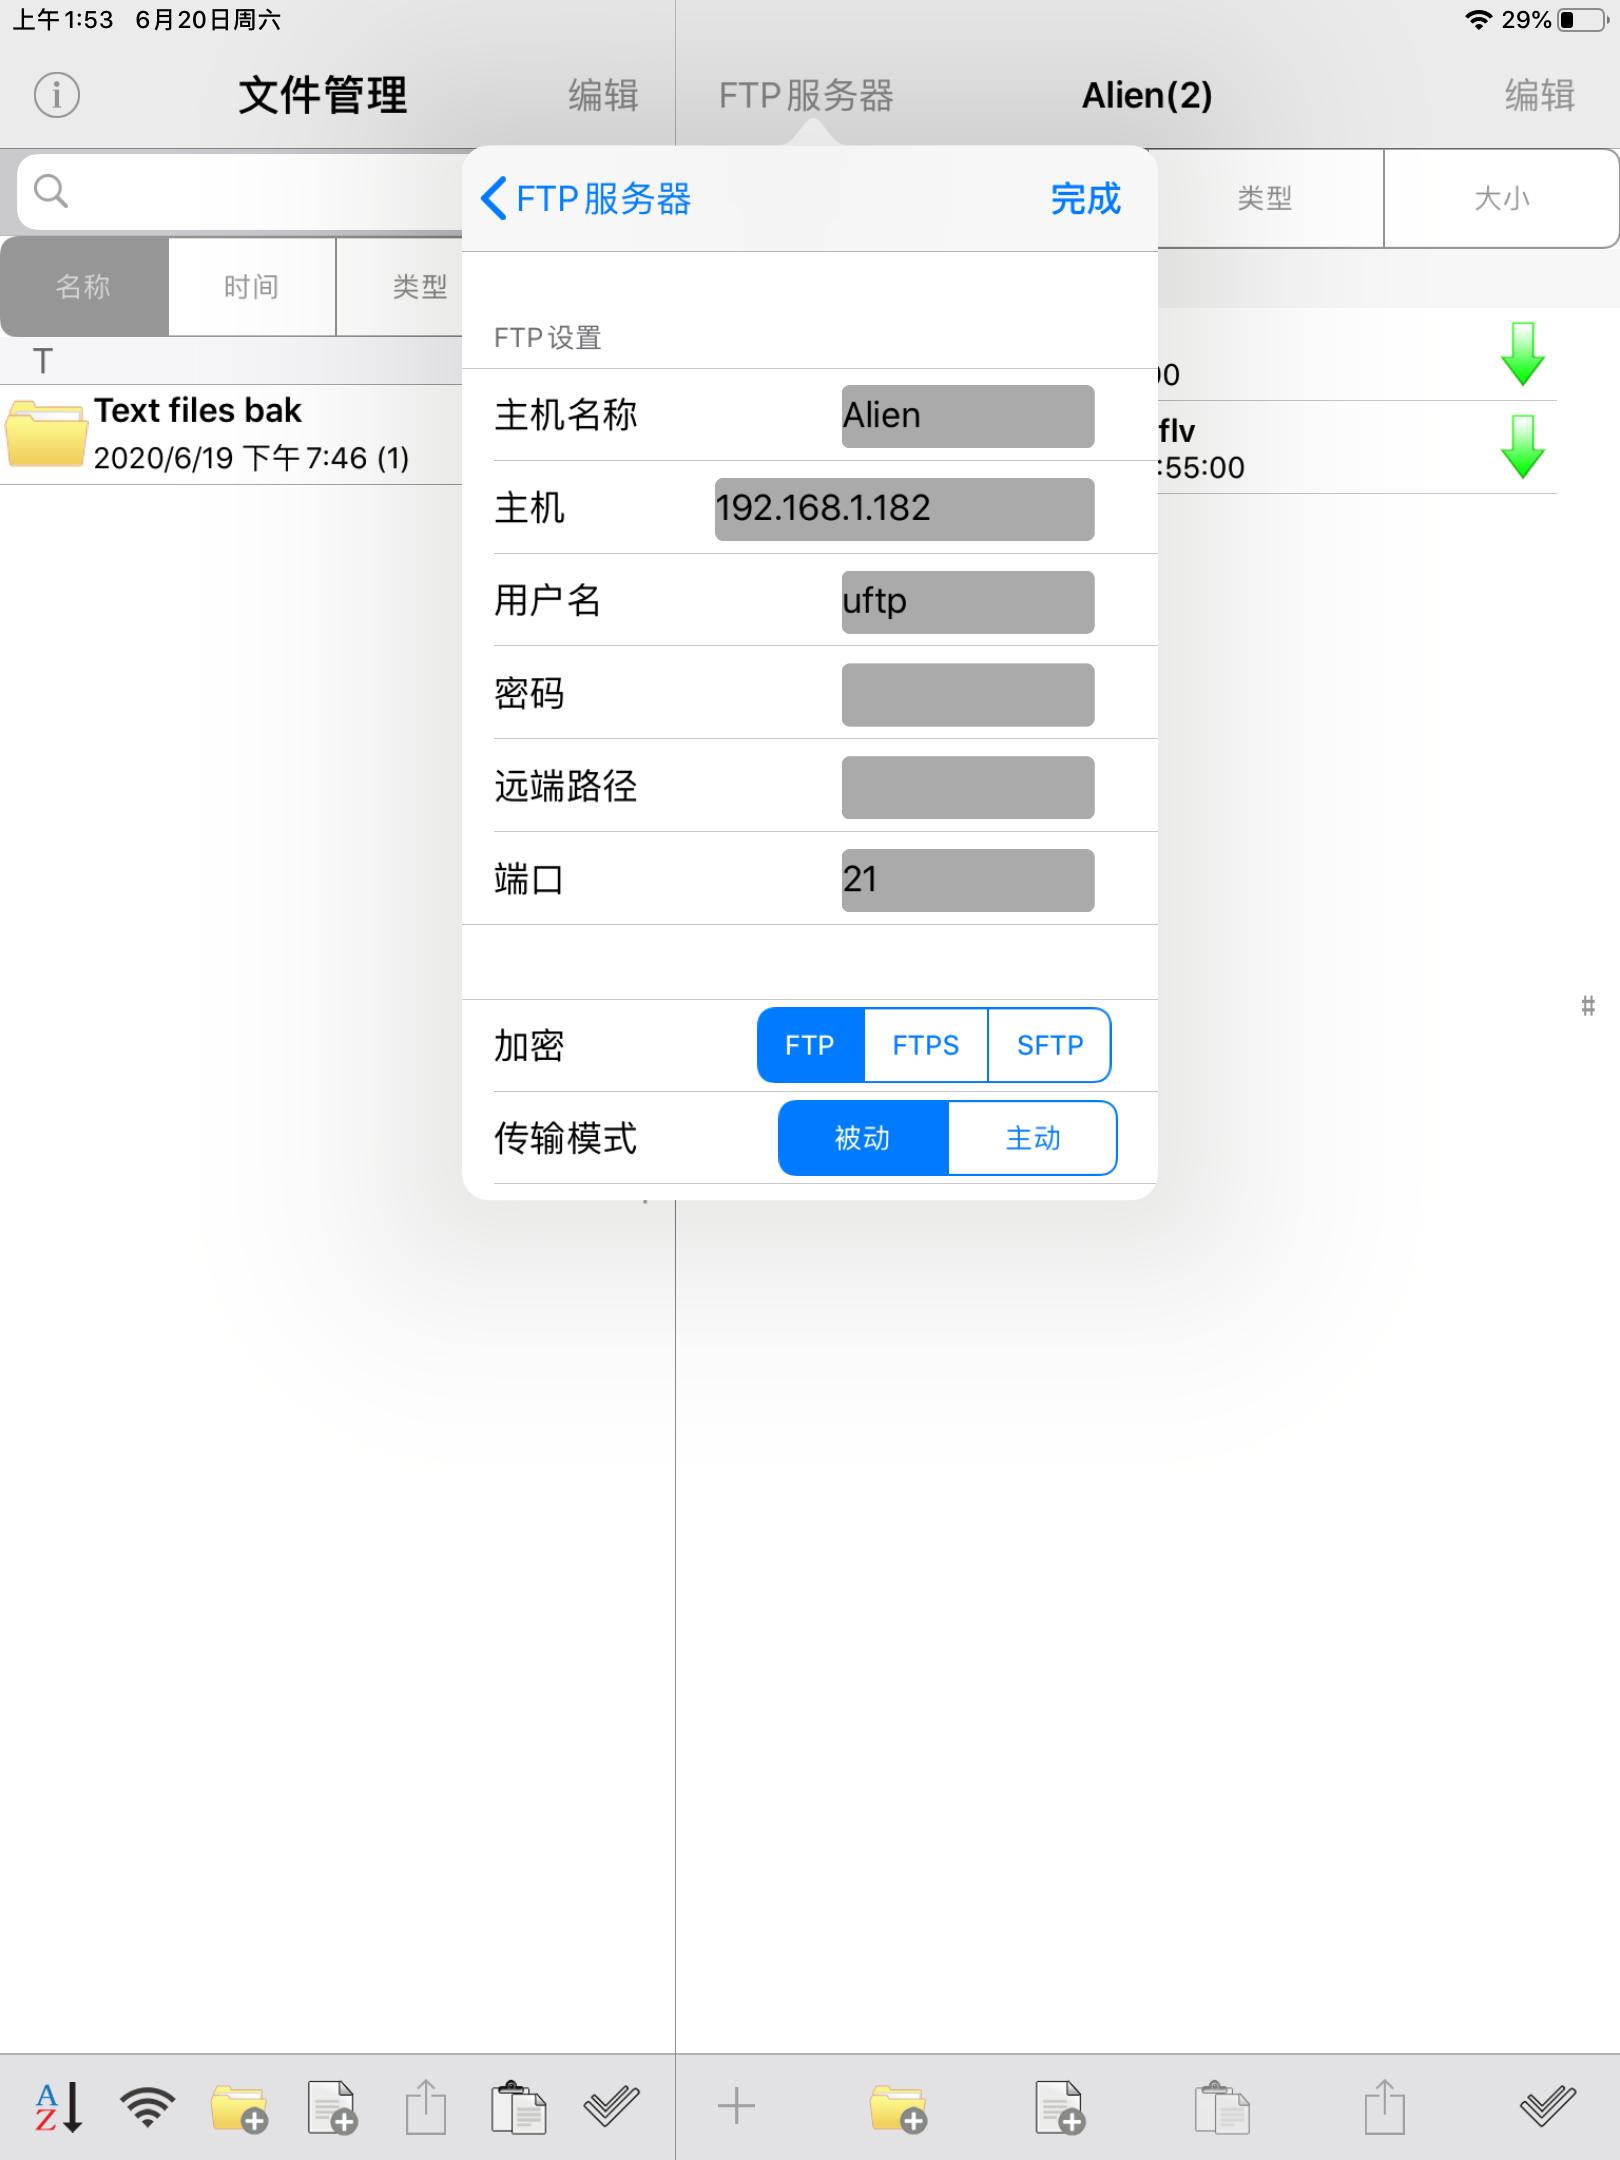 上午1:53 6月20日周六
29%
文件管理
编辑
FTP服务器
Alien(2)
编辑
名称
时间
类型
T
Text files bak
2020/6/19 下午7:46 (1)
FTP服务器
完成
FTP设置
主机名称
Alien
主机
192.168.1.182
用户名
uftp
密码
远端路径
端口
21
加密
FTP
FTPS
SFTP
传输模式
被动
主动
类型
大小
00
flv
:55:00
#
A
Z